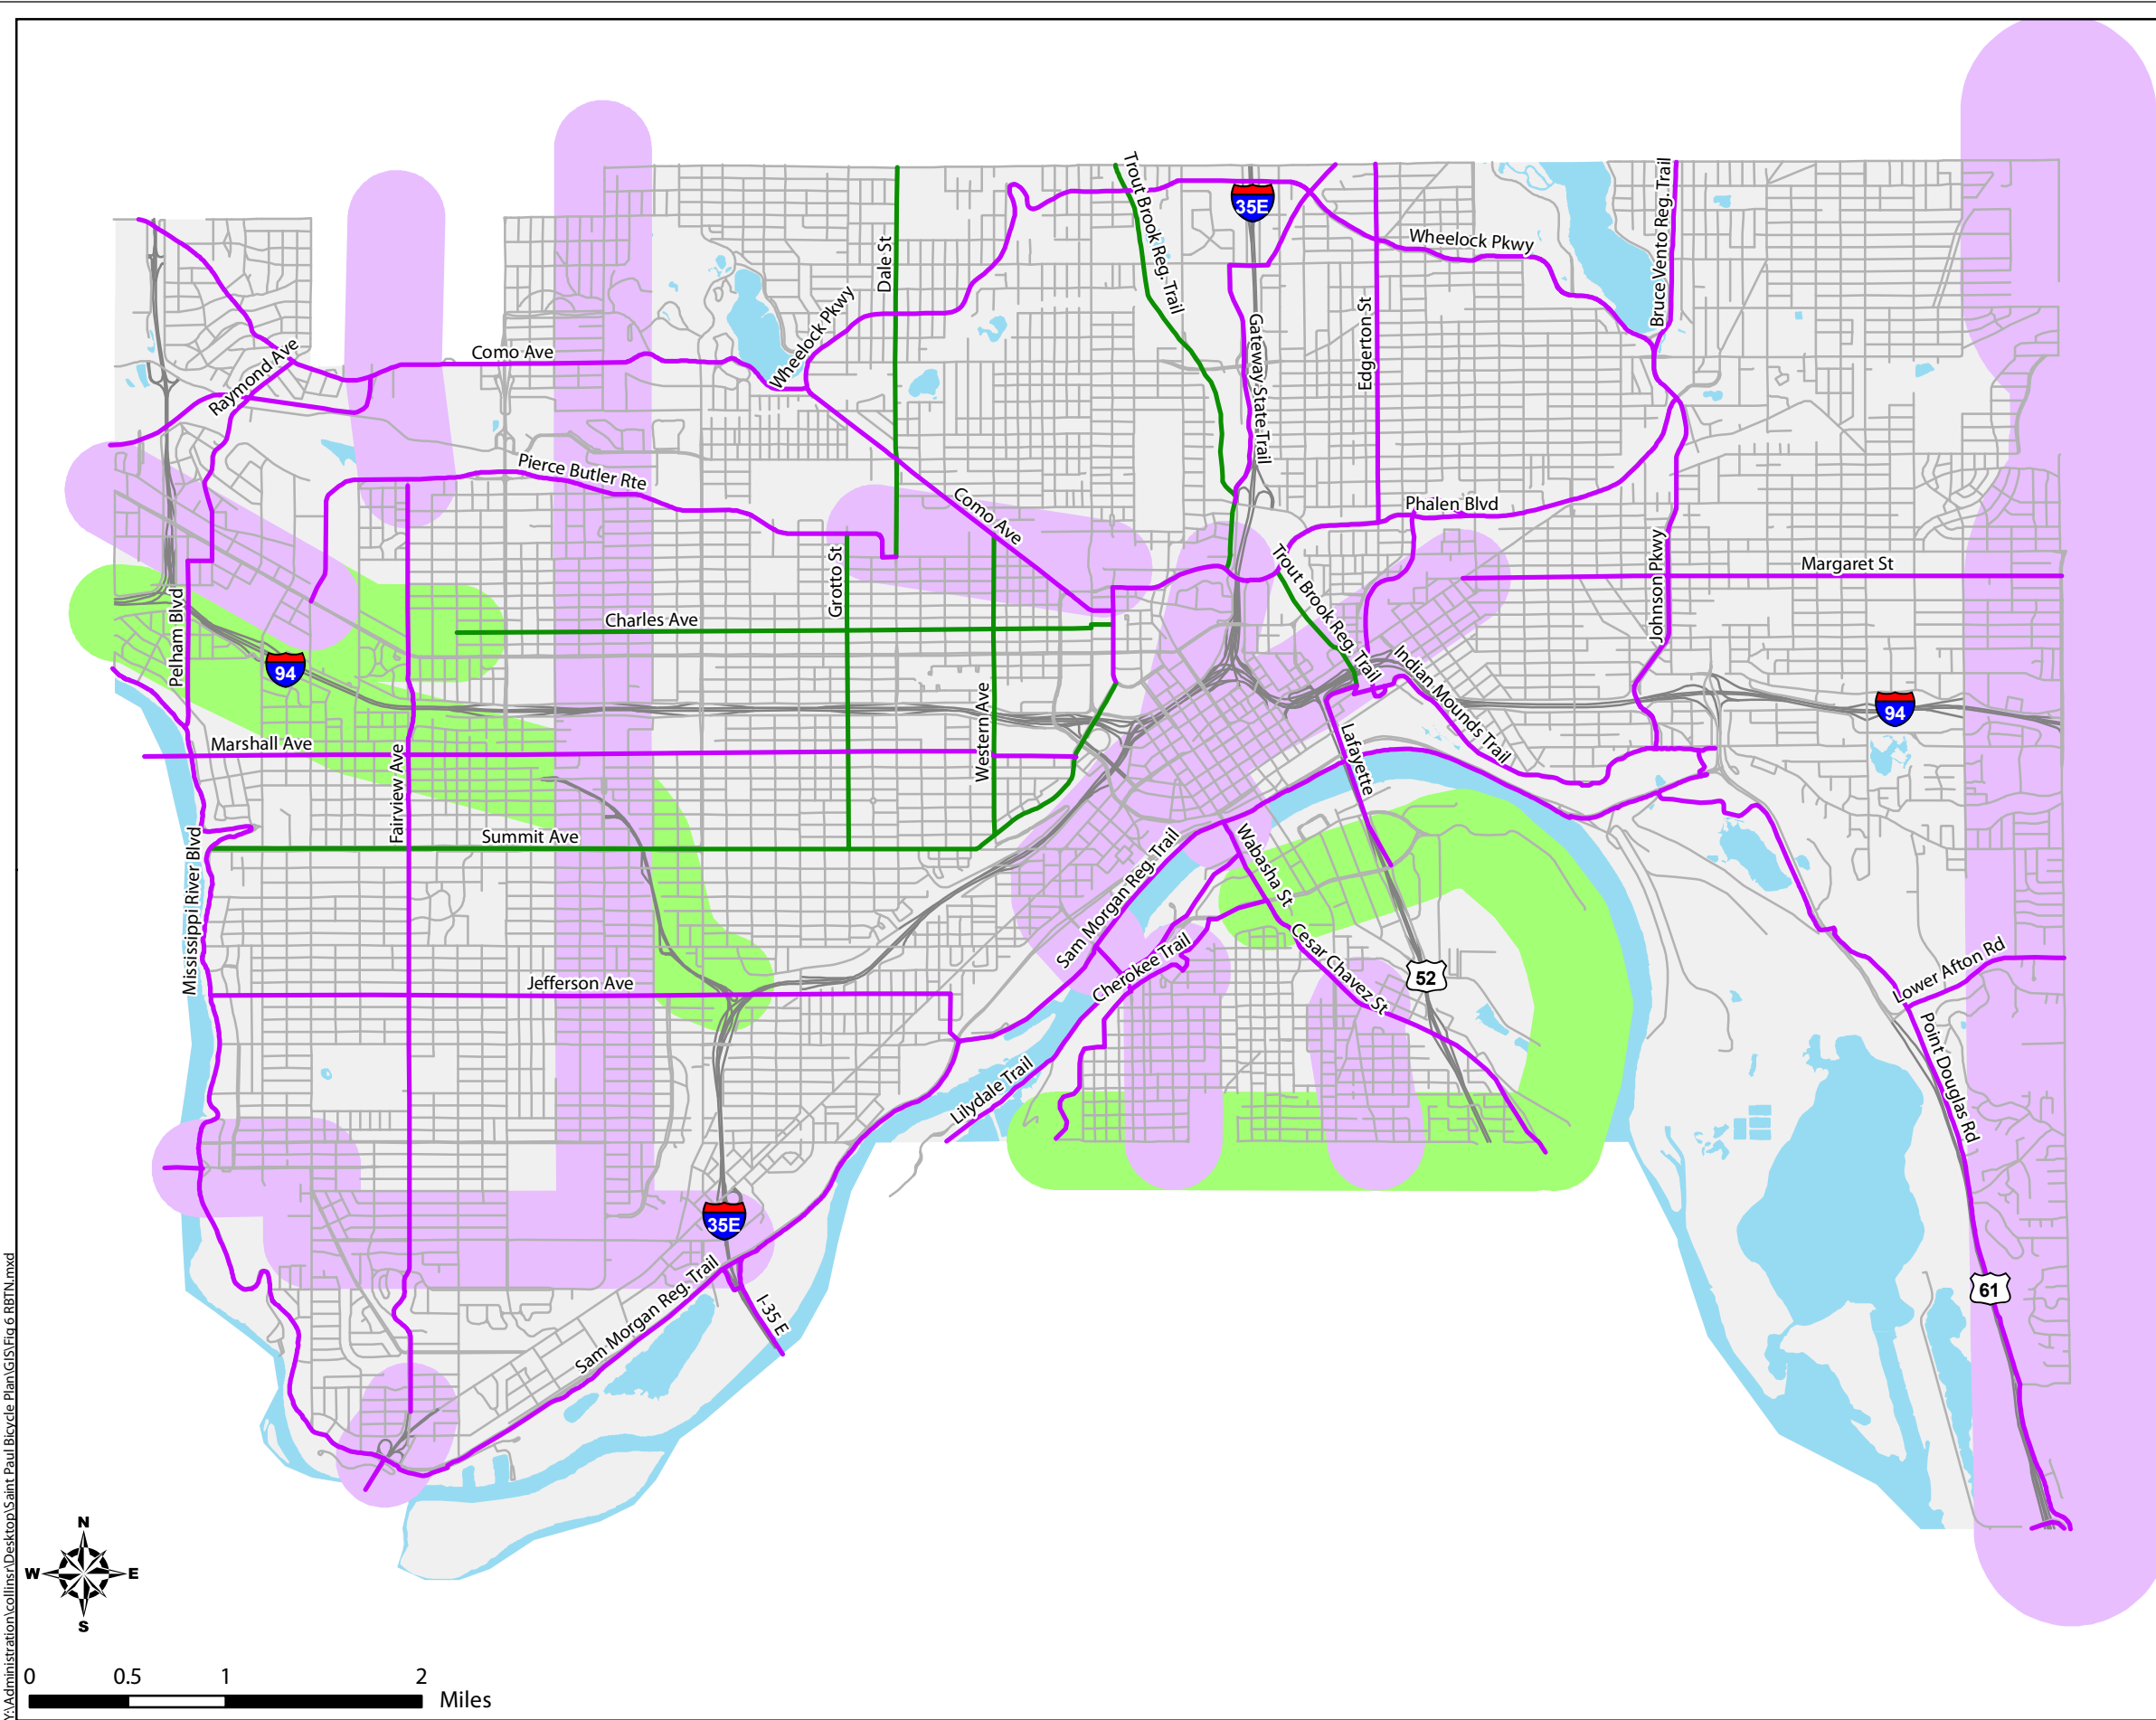 Trout Brook Reg. Trail
35E
Bruce Vento Reg. Trail
Wheelock Pkwy
Dale St
Wheelock Pkwy
Edgerton St
Gateway State Trail
Como Ave
Raymond Ave
Pierce Butler Rte
Como Ave
Phalen Blvd
Trout Brook Reg. Trail
Grotto St
Johnson Pkwy
Margaret St
Pelham Blvd
Charles Ave
94
Indian Mounds Trail
Western Ave
94
Marshall Ave
Fairview Ave
Lafayette
Summit Ave
Mississippi River Blvd
Sam Morgan Reg. Trail
Wabasha St
Cherokee Trail
Cesar Chavez St
52
Lower Afton Rd
Jefferson Ave
Point Douglas Rd
Lilydale Trail
35E
61
Sam Morgan Reg. Trail
I-35 E
N
W
E
S
0
0.5
1
2
Miles
Y:\Administration\collinsr\Desktop\Saint Paul Bicycle Plan\GIS\Fig 6 RBTN.mxd